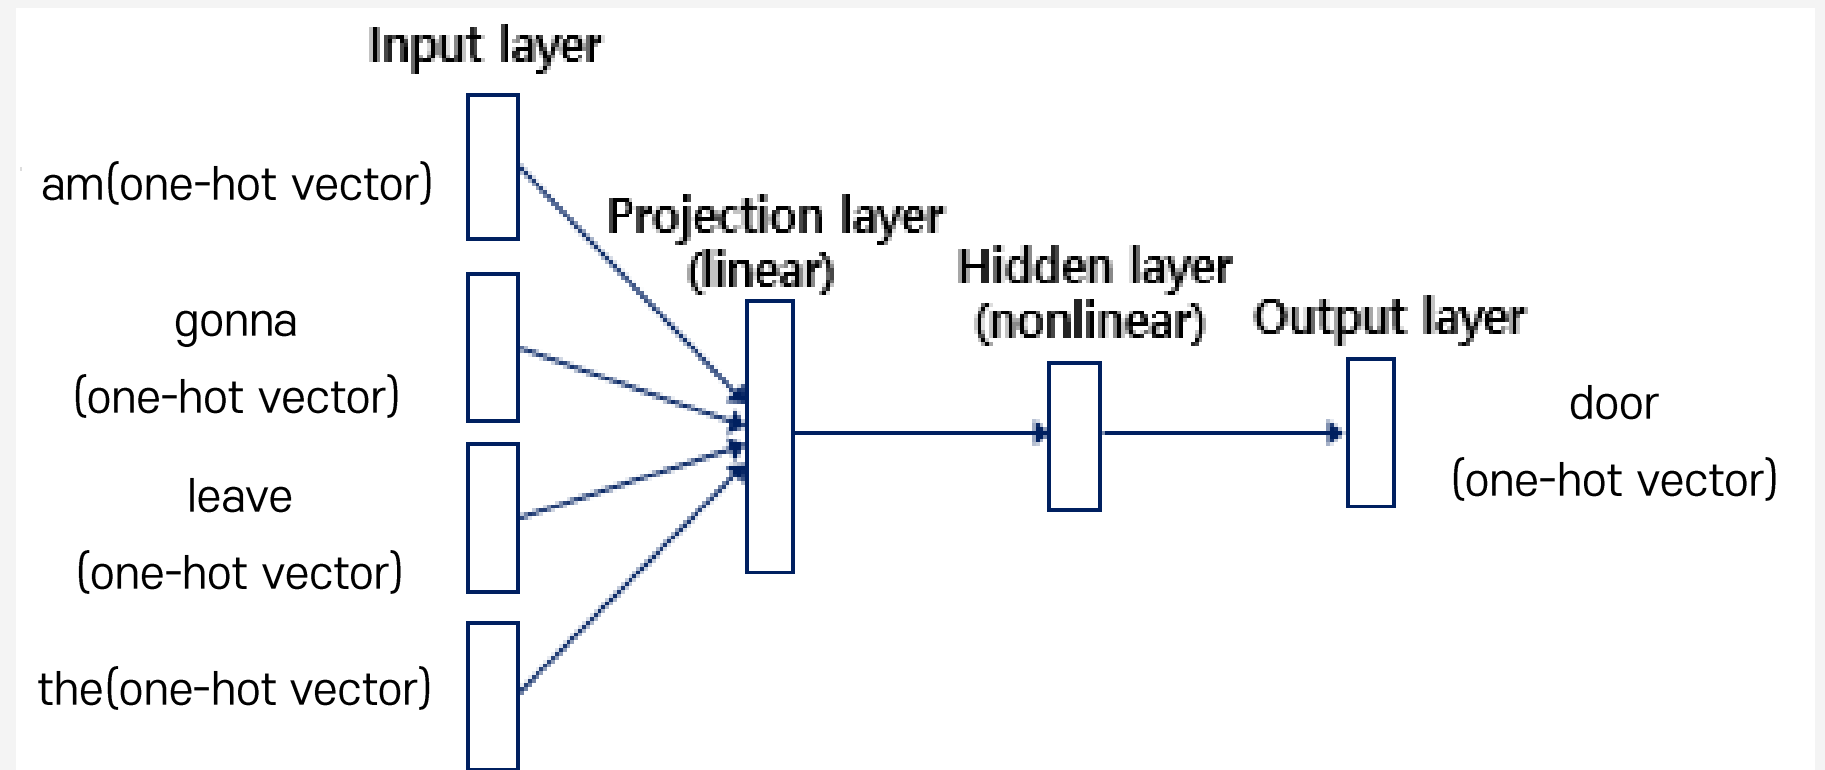 Input layer
am(one-hot vector)
Projection layer
(linear)
Hidden layer
(nonlinear)
Output layer
gonna
(one-hot vector)
door
(one-hot vector)
leave
(one-hot vector)
the(one-hot vector)